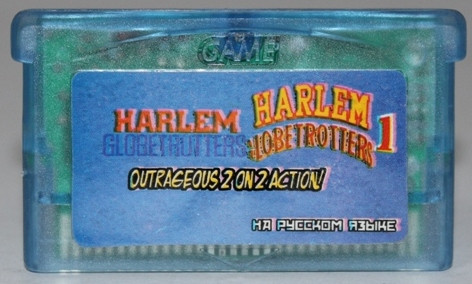 GAME
HARLEM
GLOBETROTTERS
HARLEM
GLOBETROTTERS 1
OUTRAGEOUS 2 ON 2 ACTION!
НА РУССКОМ ЯЗЫКЕ